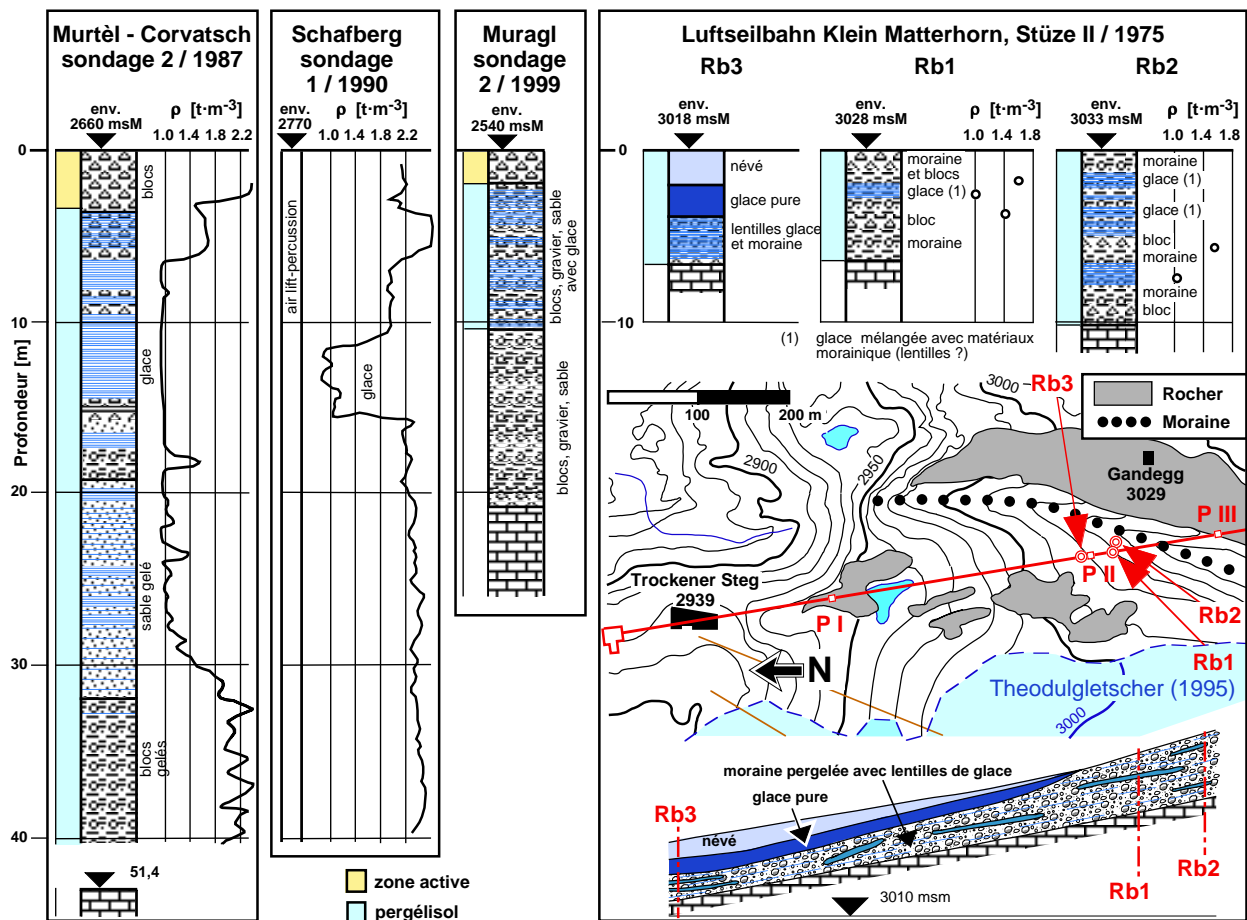 Murtèl - Corvatsch
sondage 2 / 1987
env.
2660 msM
ρ [t·m-3]
1.0 1.4 1.8 2.2
Profondeur [m]
0
10
20
30
40
blocs
glace
sable gelé
blocs
gelés
51,4
Schafberg
sondage
1 / 1990
env.
2770
ρ [t·m-3]
1.0 1.4 1.8 2.2
air lift-percussion
glace
Muragl
sondage
2 / 1999
env.
2540 msM
blocs, gravier, sable
avec glace
blocs, gravier, sable
zone active
pergélisol
Luftseilbahn Klein Matterhorn, Stüze II / 1975
Rb3
env.
3018 msM
0
10
névé
glace pure
lentilles glace
et moraine
Rb1
env.
3028 msM
ρ [t·m-3]
1.0 1.4 1.8
moraine
et blocs
glace (1)
bloc
moraine
Rb2
env.
3033 msM
ρ [t·m-3]
1.0 1.4 1.8
moraine
glace (1)
glace (1)
bloc
moraine
moraine
bloc
(1) glace mélangée avec matériaux
morainique (lentilles ?)
100 200 m
Rb3
3000
Rocher
Moraine
2900
2950
Gandegg
3029
P III
P II
Trockener Steg
2939
P I
Rb2
Rb1
N
Theodulgletscher (1995)
3000
moraine pergelée avec lentilles de glace
glace pure
Rb3
névé
Rb1
Rb2
3010 msm